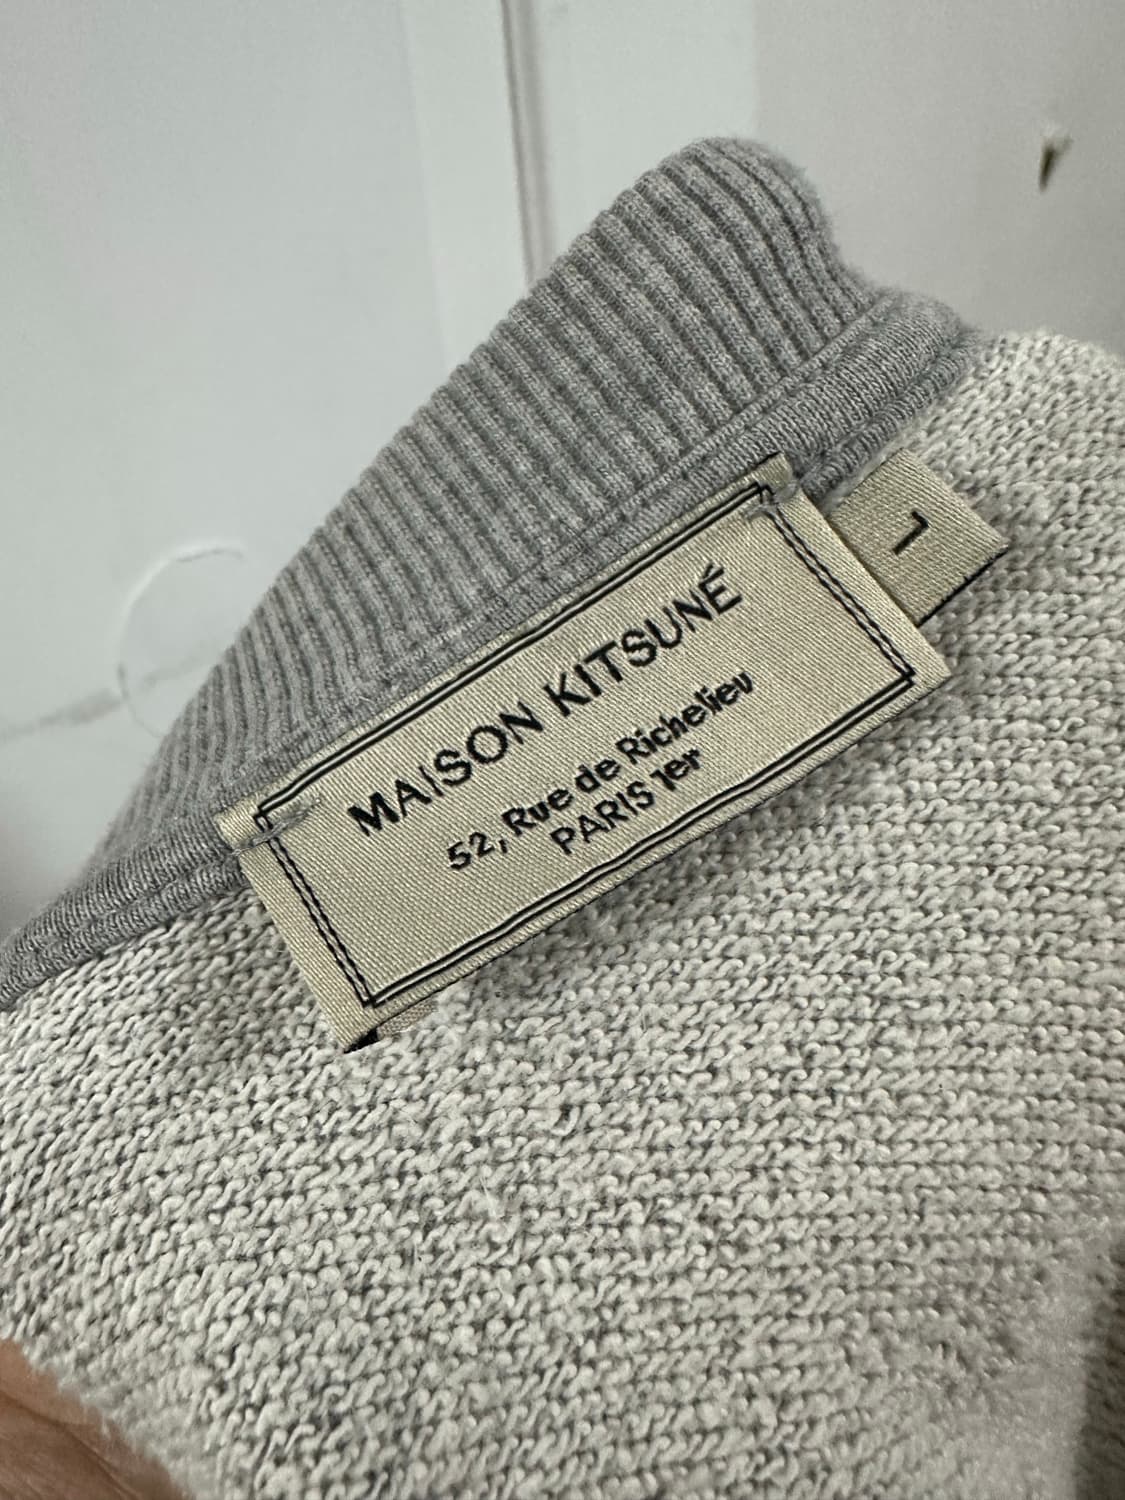 MAISON KITSUNÉ
52, Rue de Richelieu
PARIS 1er
L